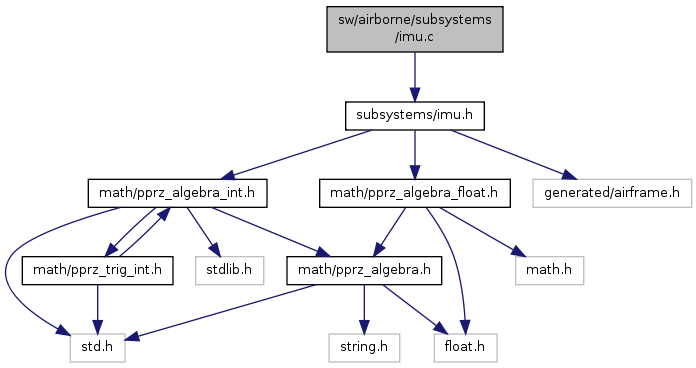 sw/airborne/subsystems
/imu.c
subsystems/imu.h
math/pprz_algebra_int.h
math/pprz_algebra_float.h
generated/airframe.h
math/pprz_trig_int.h
stdlib.h
math/pprz_algebra.h
math.h
std.h
string.h
float.h